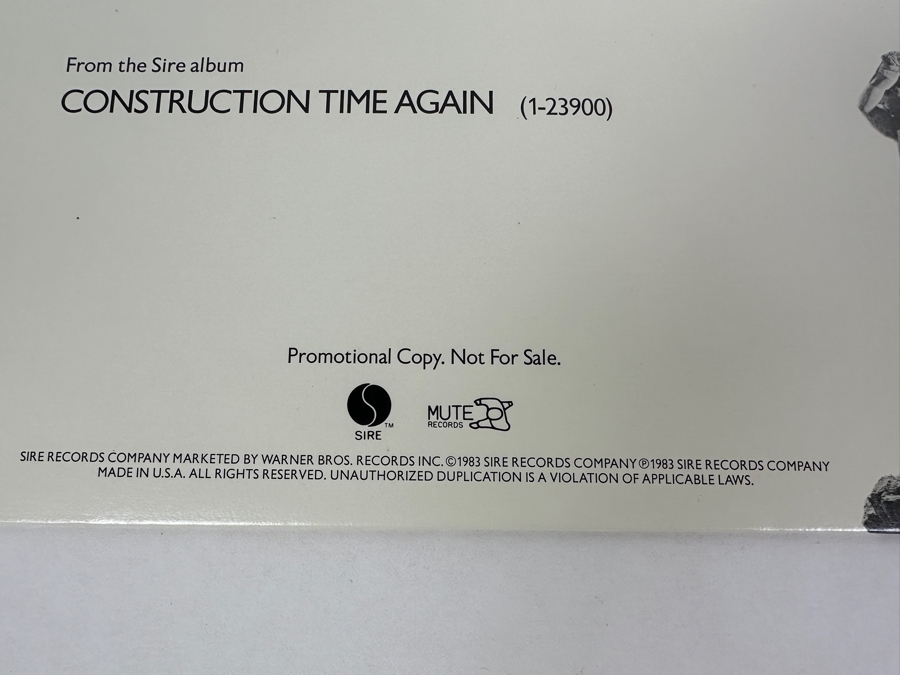 From the Sire album
CONSTRUCTION TIME AGAIN (1-23900)
Promotional Copy. Not For Sale.
TM
SIRE
MUTE
RECORDS
SIRE RECORDS COMPANY MARKETED BY WARNER BROS. RECORDS INC. ©1983 SIRE RECORDS COMPANY ℗1983 SIRE RECORDS COMPANY
MADE IN U.S.A. ALL RIGHTS RESERVED. UNAUTHORIZED DUPLICATION IS A VIOLATION OF APPLICABLE LAWS.